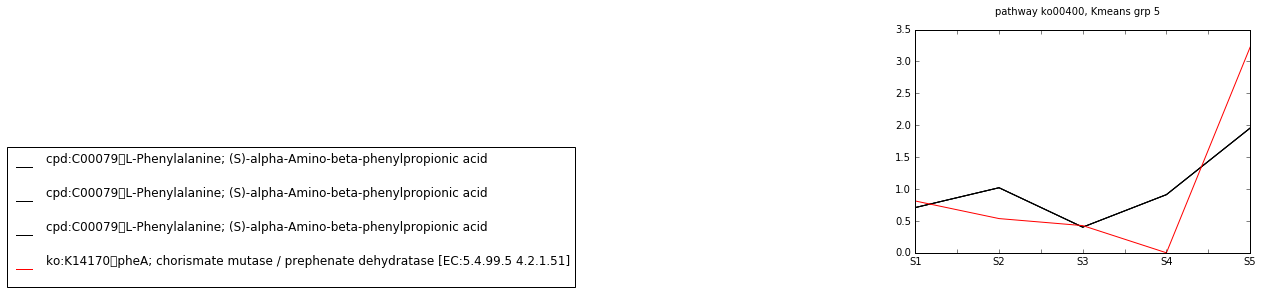 pathway ko00400, Kmeans grp 5
3.5
3.0
2.5
2.0
1.5
1.0
0.5
0.0
S1 S2 S3 S4 S5
cpd:C00079▯L-Phenylalanine; (S)-alpha-Amino-beta-phenylpropionic acid
cpd:C00079▯L-Phenylalanine; (S)-alpha-Amino-beta-phenylpropionic acid
cpd:C00079▯L-Phenylalanine; (S)-alpha-Amino-beta-phenylpropionic acid
ko:K14170▯pheA; chorismate mutase / prephenate dehydratase [EC:5.4.99.5 4.2.1.51]